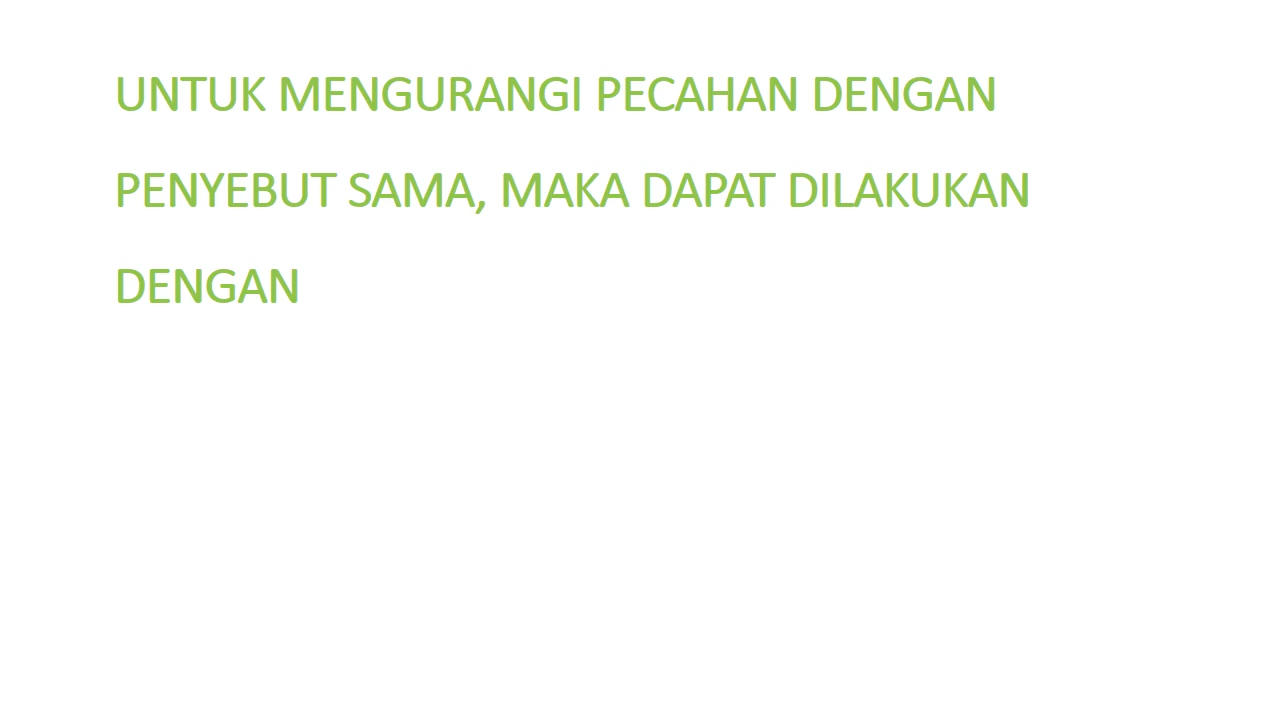 UNTUK MENGURANGI PECAHAN DENGAN
PENYEBUT SAMA, MAKA DAPAT DILAKUKAN
DENGAN